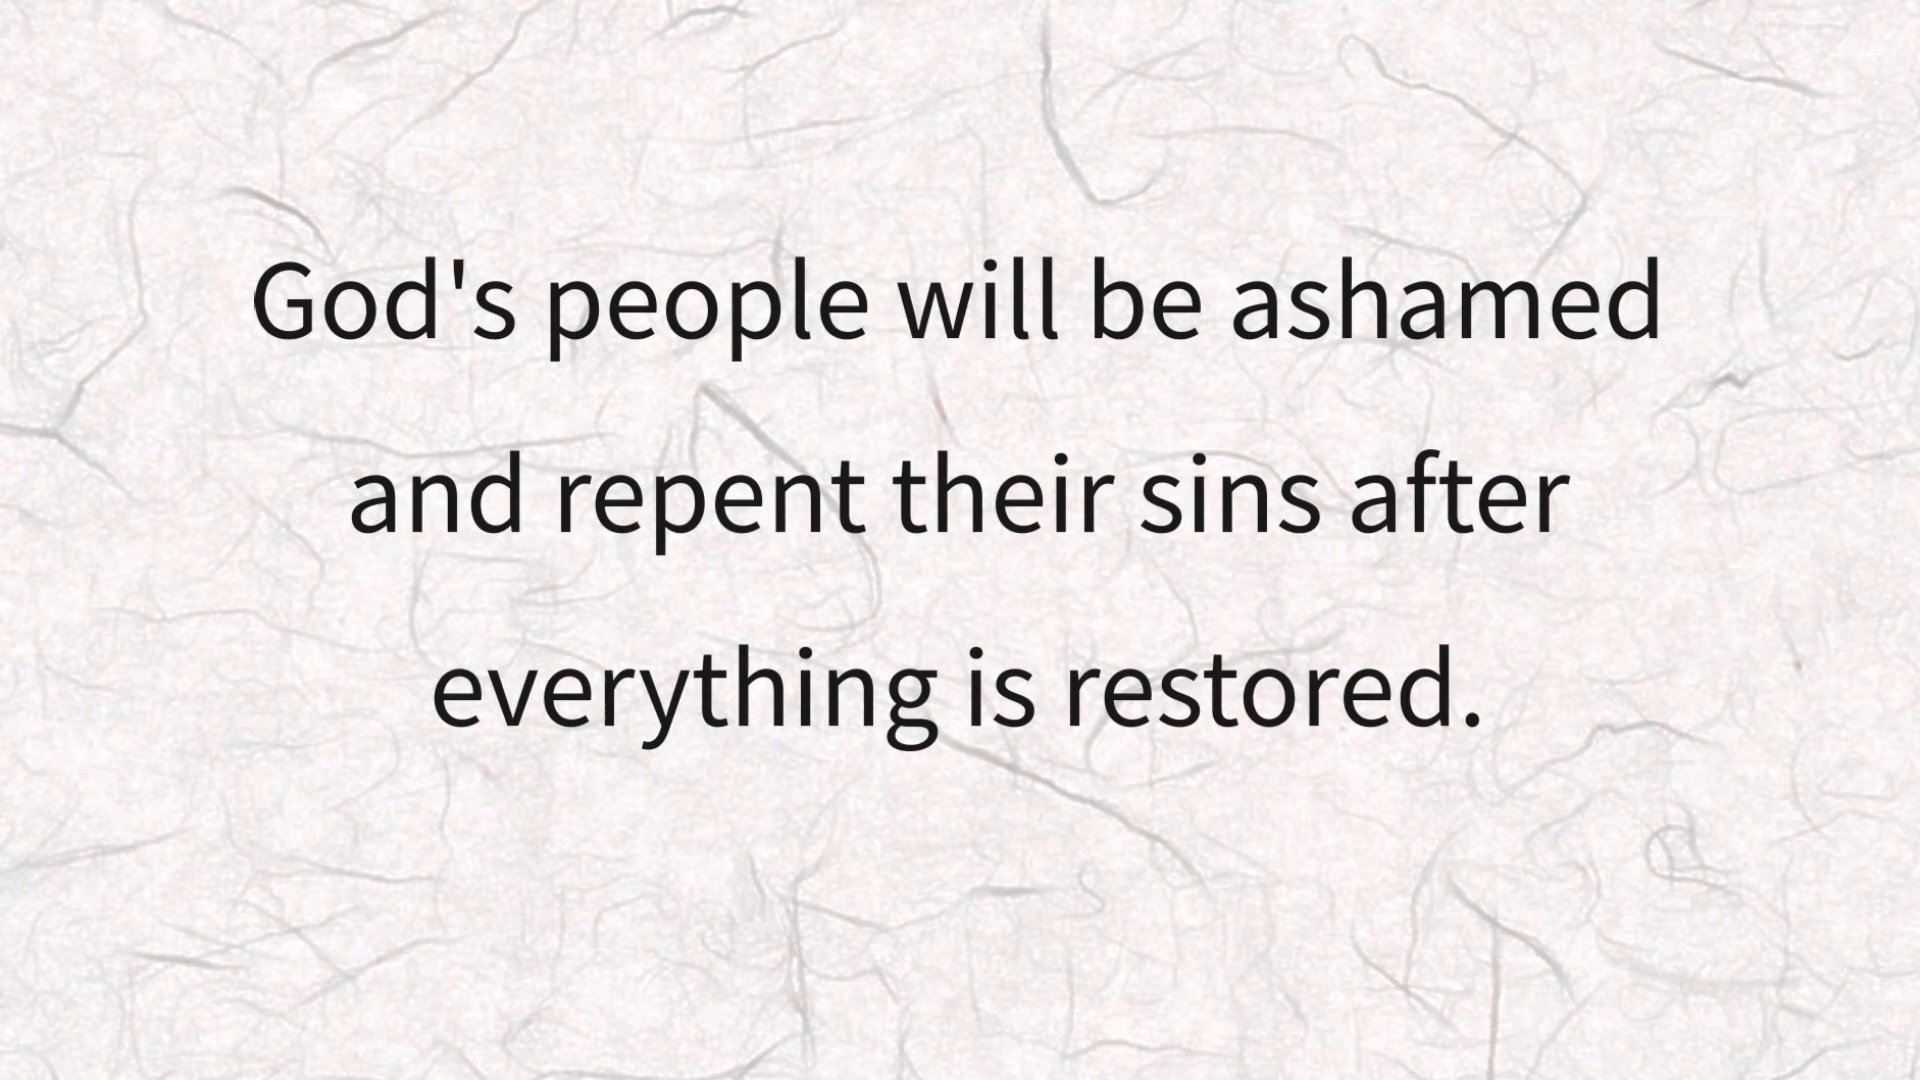 God's people will be ashamed
and repent their sins after
everything is restored.